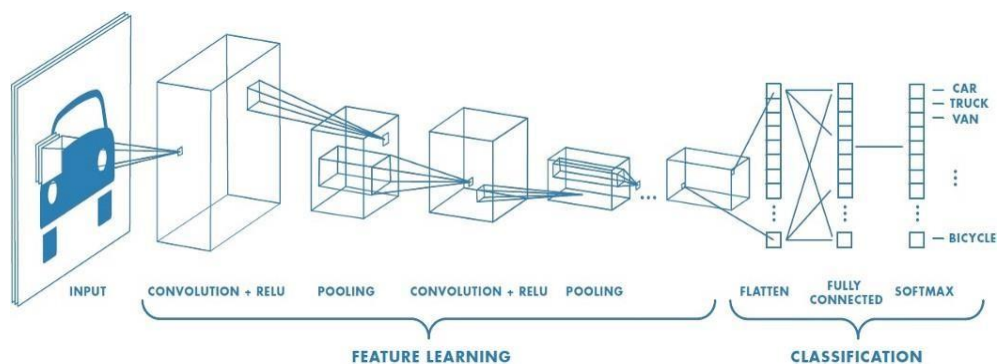 CAR
TRUCK
VAN
BICYCLE
INPUT
CONVOLUTION + RELU
POOLING
CONVOLUTION + RELU
POOLING
FLATTEN
FULLY
CONNECTED
SOFTMAX
FEATURE LEARNING
CLASSIFICATION